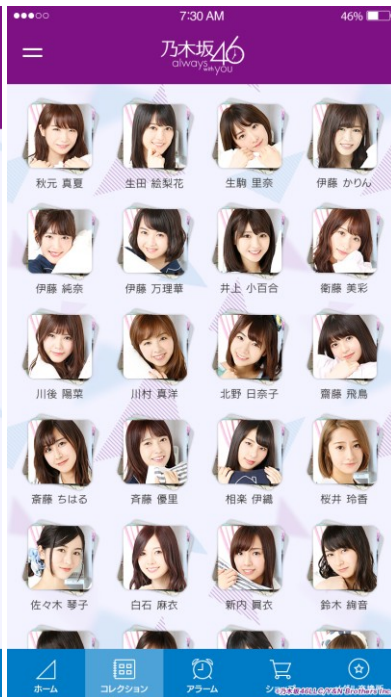 7:30 AM
46%
乃木坂46
always with you
秋元 真夏
生田 絵梨花
生駒 里奈
伊藤 かりん
伊藤 純奈
伊藤 万理華
井上 小百合
衛藤 美彩
川後 陽菜
川村 真洋
北野 日奈子
齋藤 飛鳥
斎藤 ちはる
斉藤 優里
相楽 伊織
桜井 玲香
佐々木 琴子
白石 麻衣
新内 眞衣
鈴木 絢音
ホーム
コレクション
アラーム